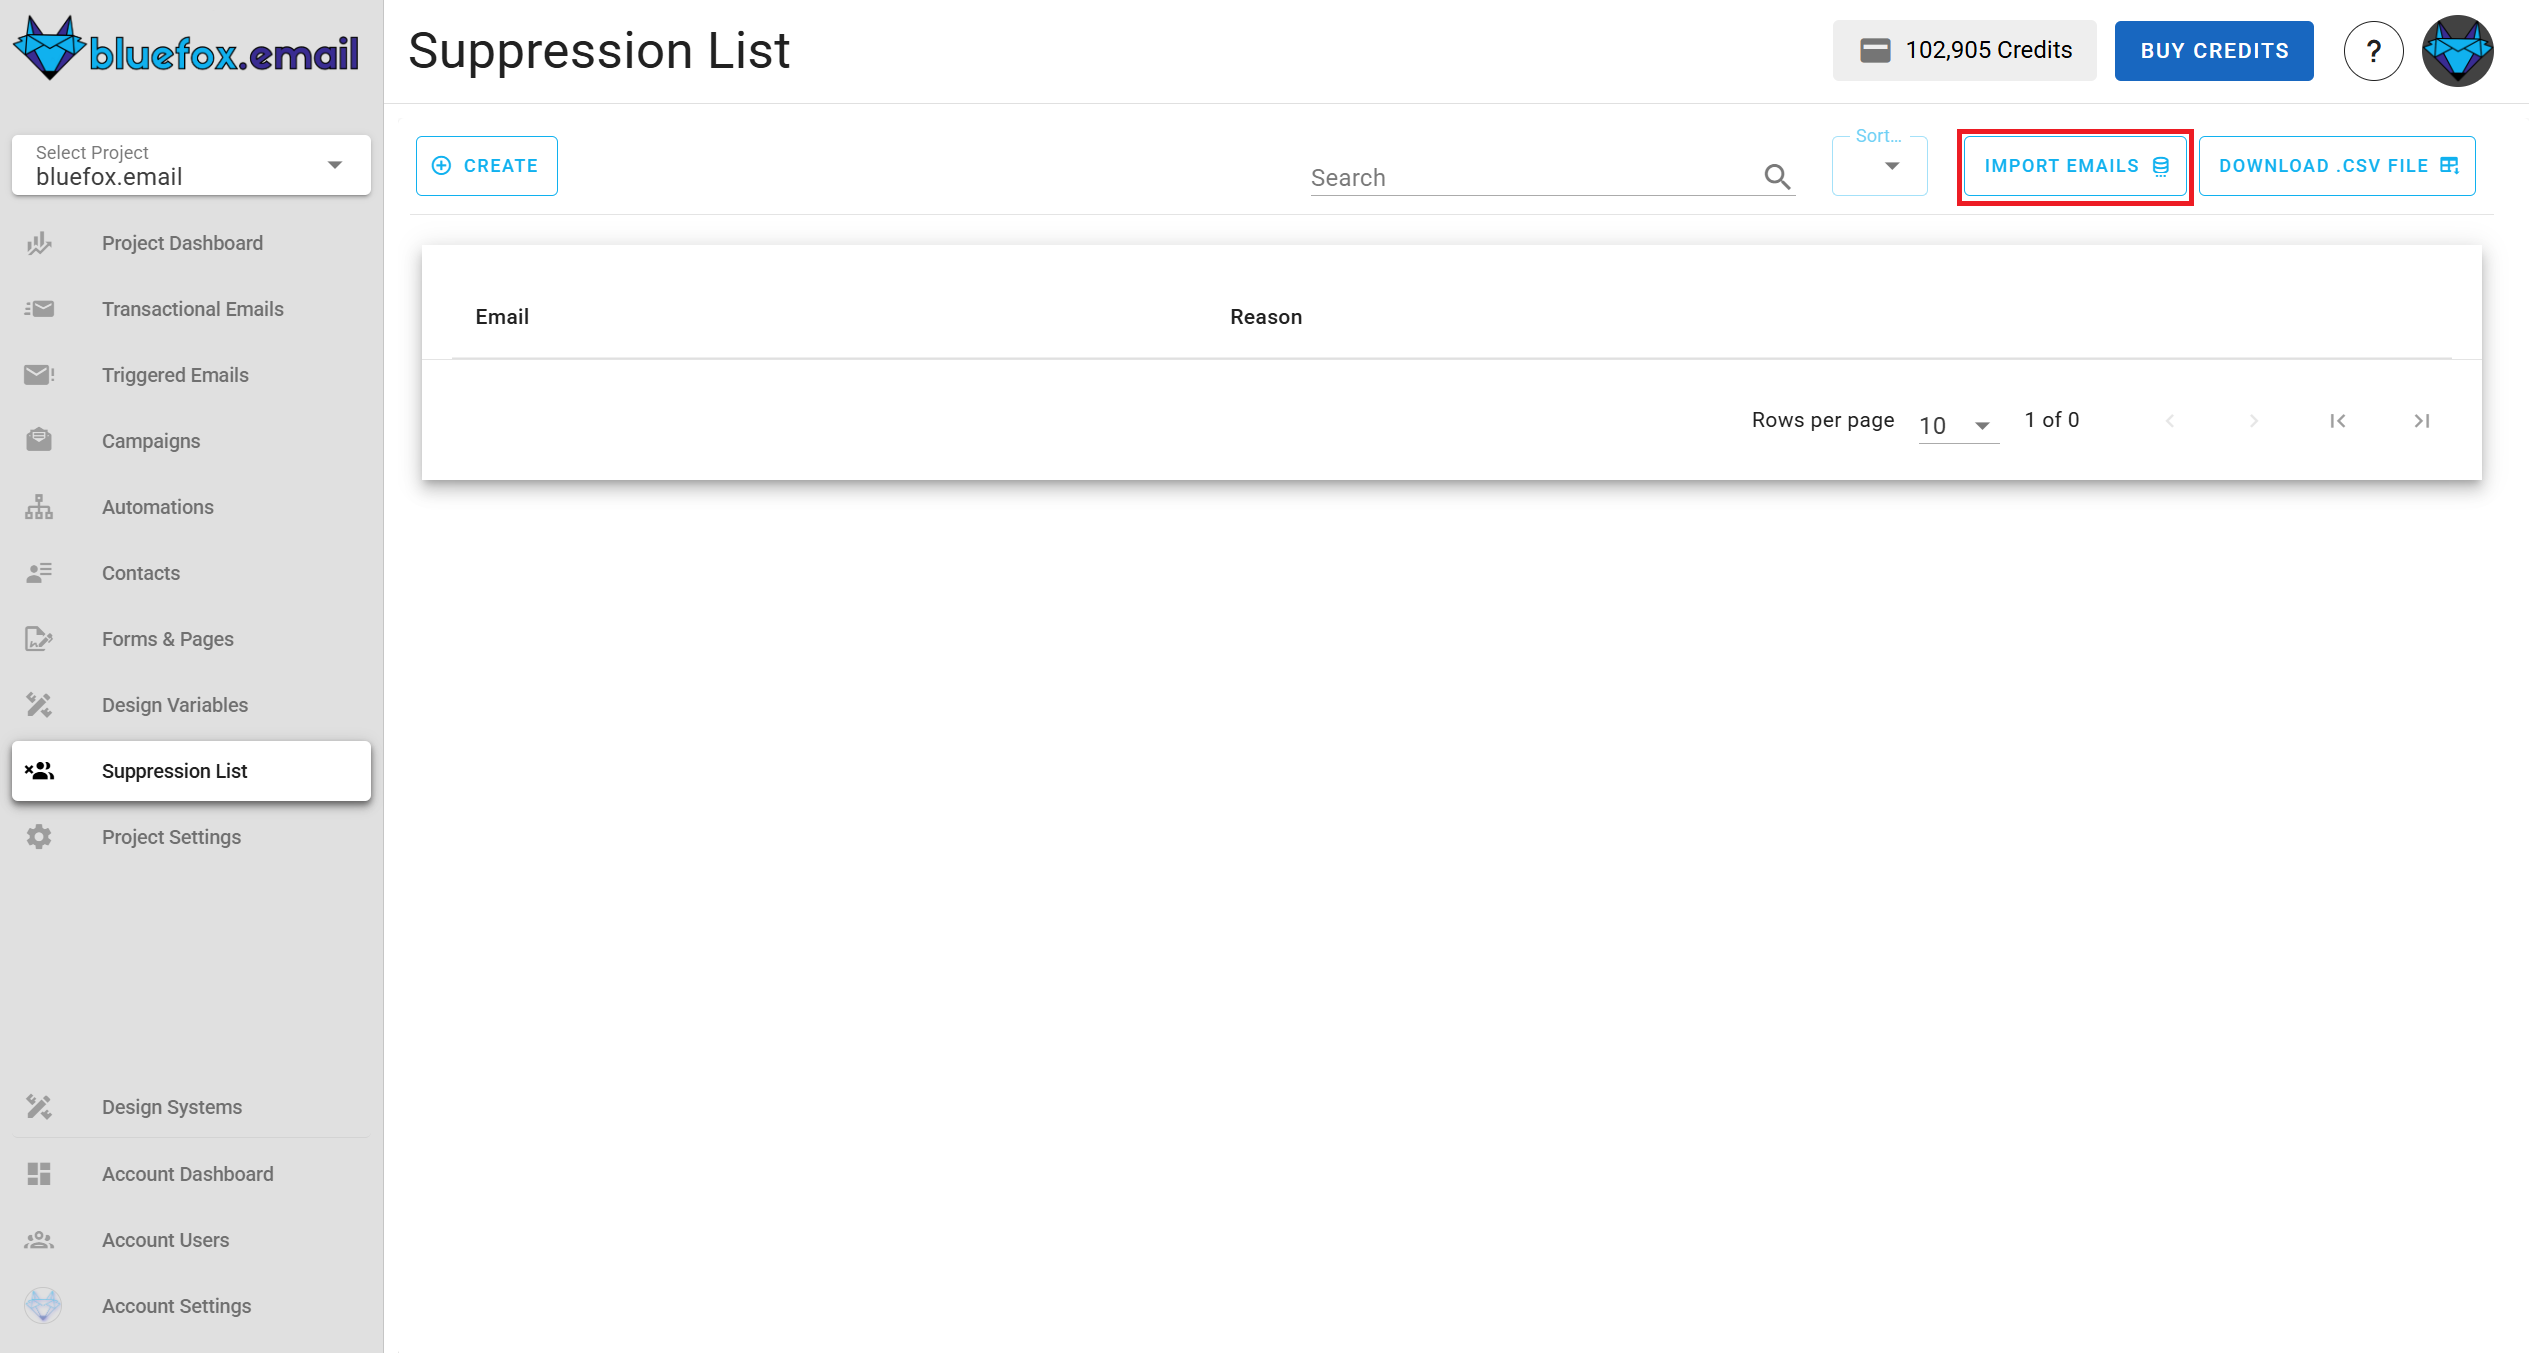 bluefox.email
Suppression List
102,905 Credits
BUY CREDITS
?
Select Project
bluefox.email
CREATE
Search
Sort...
IMPORT EMAILS
DOWNLOAD .CSV FILE
Project Dashboard
Transactional Emails
Triggered Emails
Campaigns
Automations
Contacts
Forms & Pages
Design Variables
Suppression List
Project Settings
Design Systems
Account Dashboard
Account Users
Account Settings
Email Reason
Rows per page 10 1 of 0